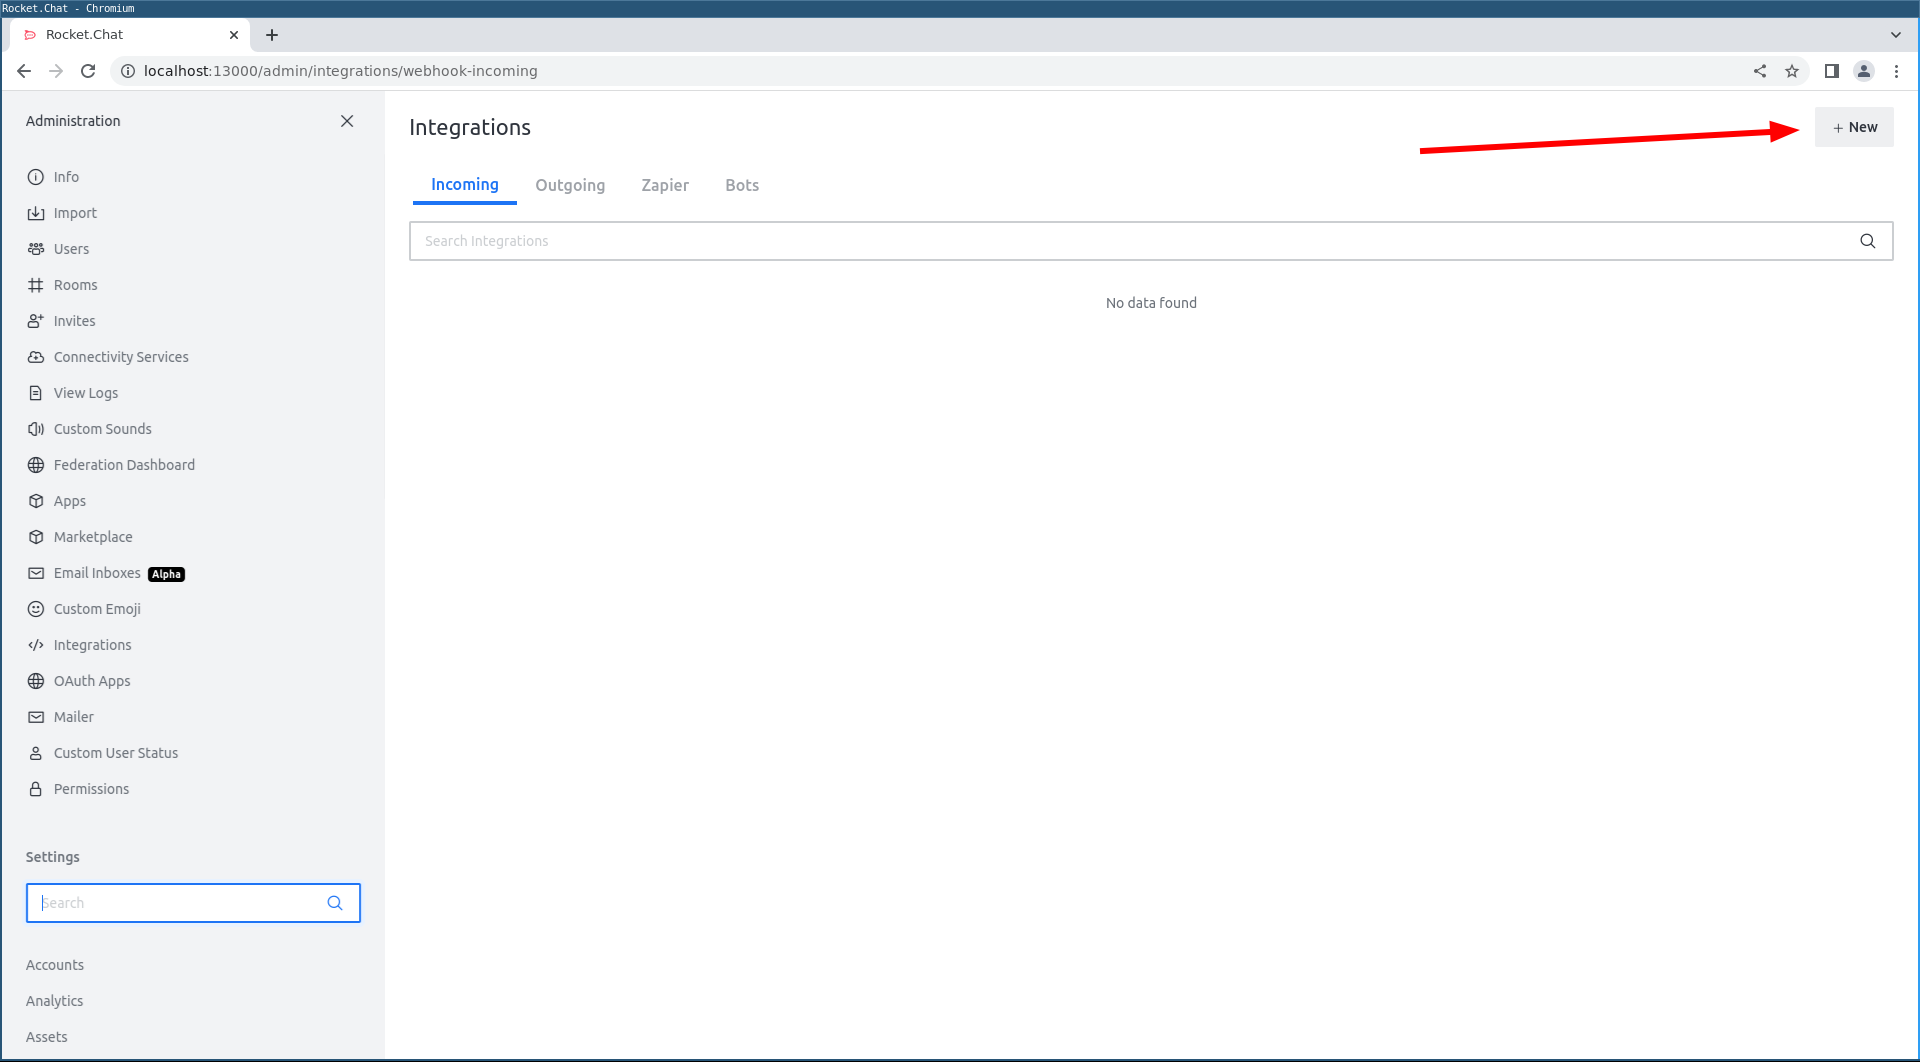 Rocket.Chat - Chromium
Rocket.Chat
localhost:13000/admin/integrations/webhook-incoming
Administration
Info
Import
Users
Rooms
Invites
Connectivity Services
View Logs
Custom Sounds
Federation Dashboard
Apps
Marketplace
Email Inboxes Alpha
Custom Emoji
Integrations
OAuth Apps
Mailer
Custom User Status
Permissions
Settings
Search
Accounts
Analytics
Assets
Integrations
+ New
Incoming Outgoing Zapier Bots
Search Integrations
No data found